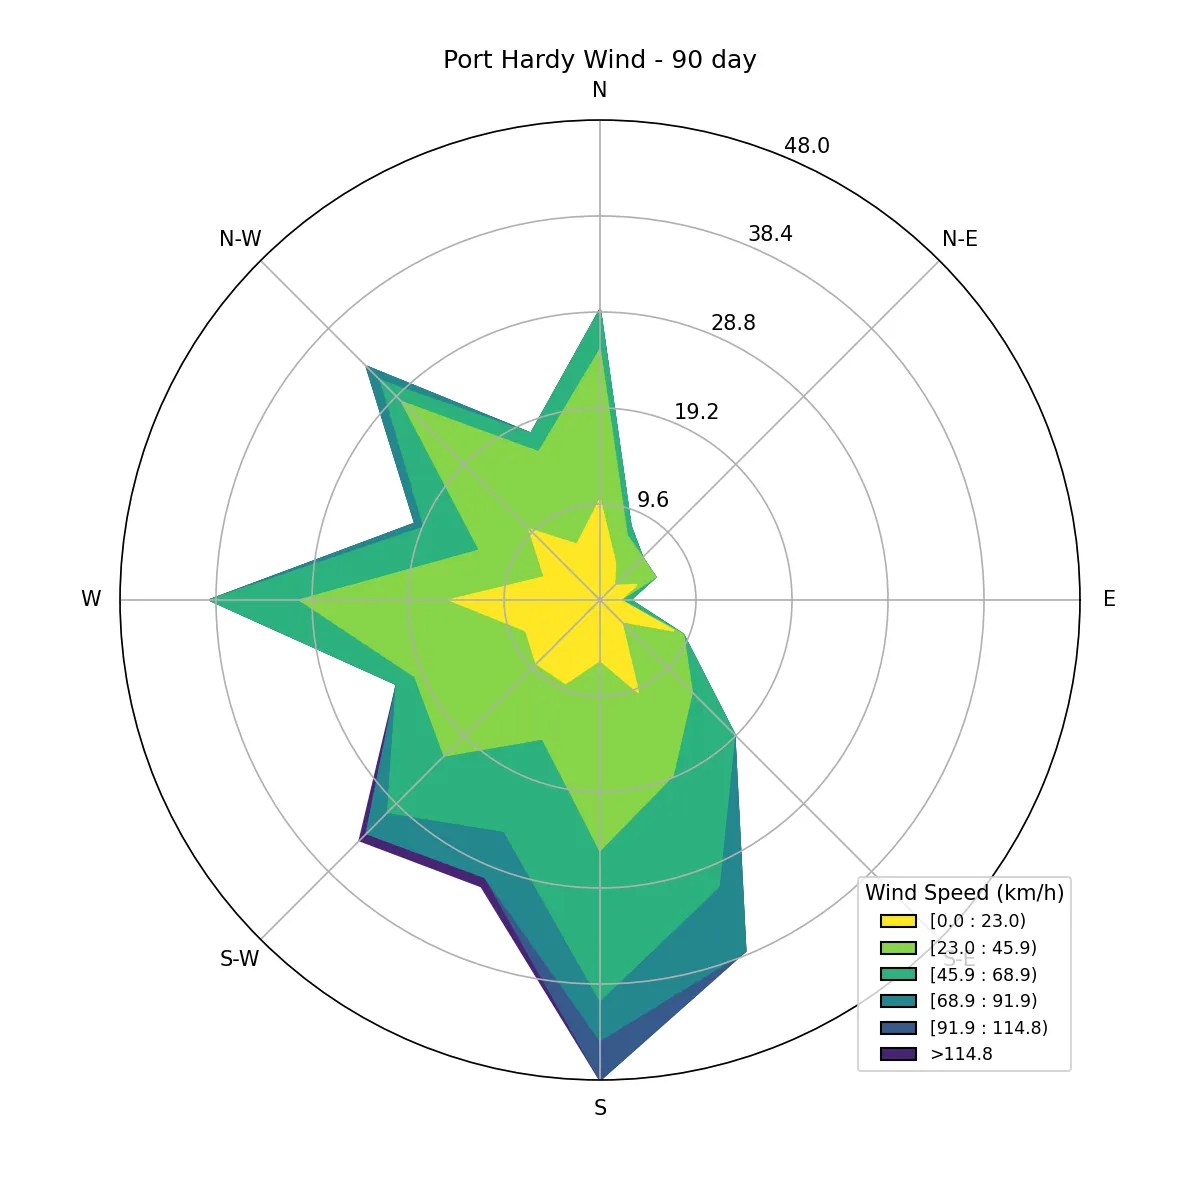 Port Hardy Wind - 90 day
N
48.0
N-W
N-E
38.4
28.8
19.2
9.6
W
E
Wind Speed (km/h)
[0.0 : 23.0)
[23.0 : 45.9)
S-W
S-E
[45.9 : 68.9)
[68.9 : 91.9)
[91.9 : 114.8)
>114.8
S